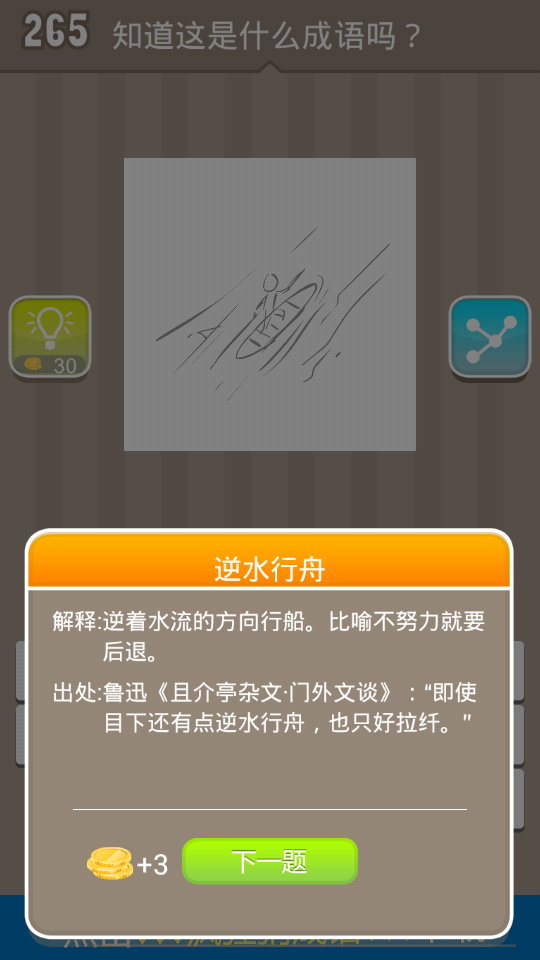 265 知道这是什么成语吗？
30
逆水行舟
解释:逆着水流的方向行船。比喻不努力就要
后退。
出处:鲁迅《且介亭杂文·门外文谈》："即使
目下还有点逆水行舟，也只好拉纤。"
+3 下一题